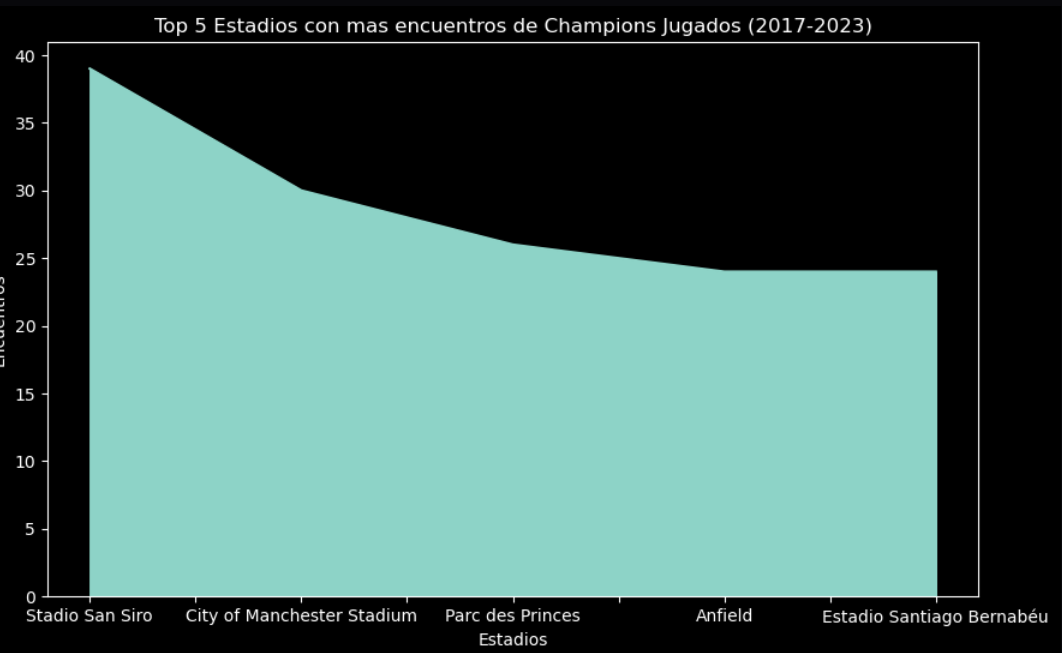 Top 5 Estadios con mas encuentros de Champions Jugados (2017-2023)
40
35
30
25
20
15
10
5
0
Encuentros
Stadio San Siro City of Manchester Stadium Parc des Princes Anfield Estadio Santiago Bernabéu
Estadios